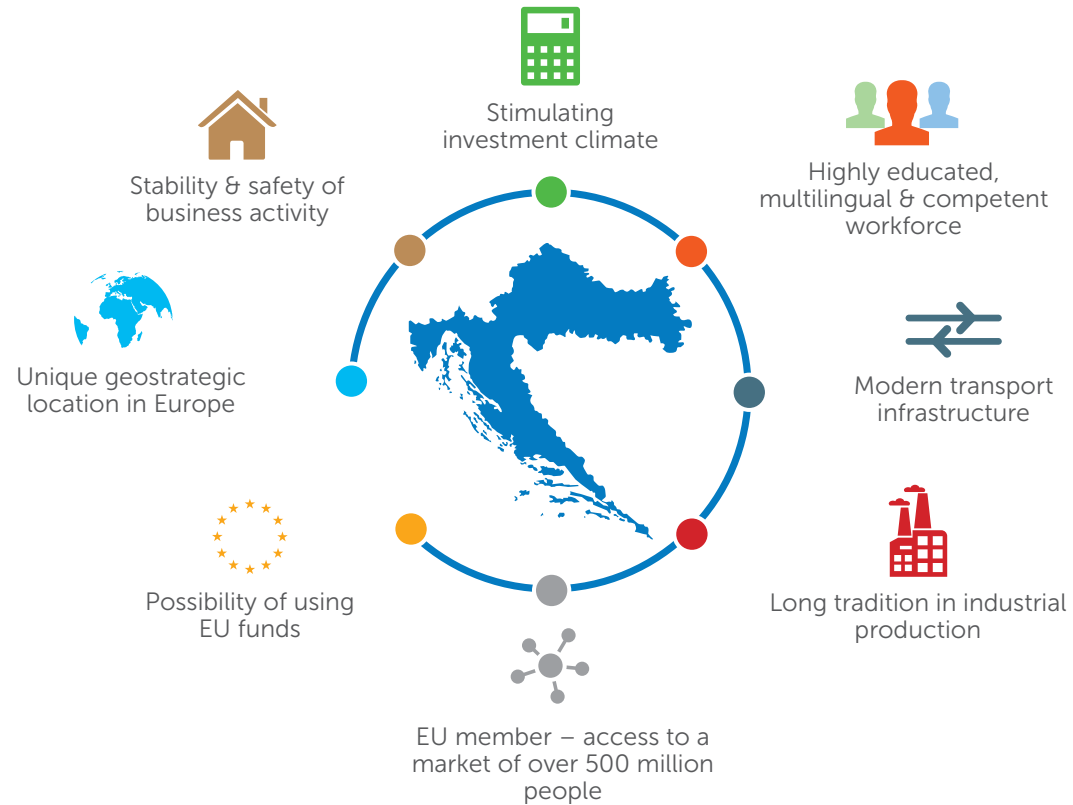 Stimulating
investment climate
Stability & safety of
business activity
Highly educated,
multilingual & competent
workforce
Unique geostrategic
location in Europe
Modern transport
infrastructure
Possibility of using
EU funds
Long tradition in industrial
production
EU member – access to a
market of over 500 million
people